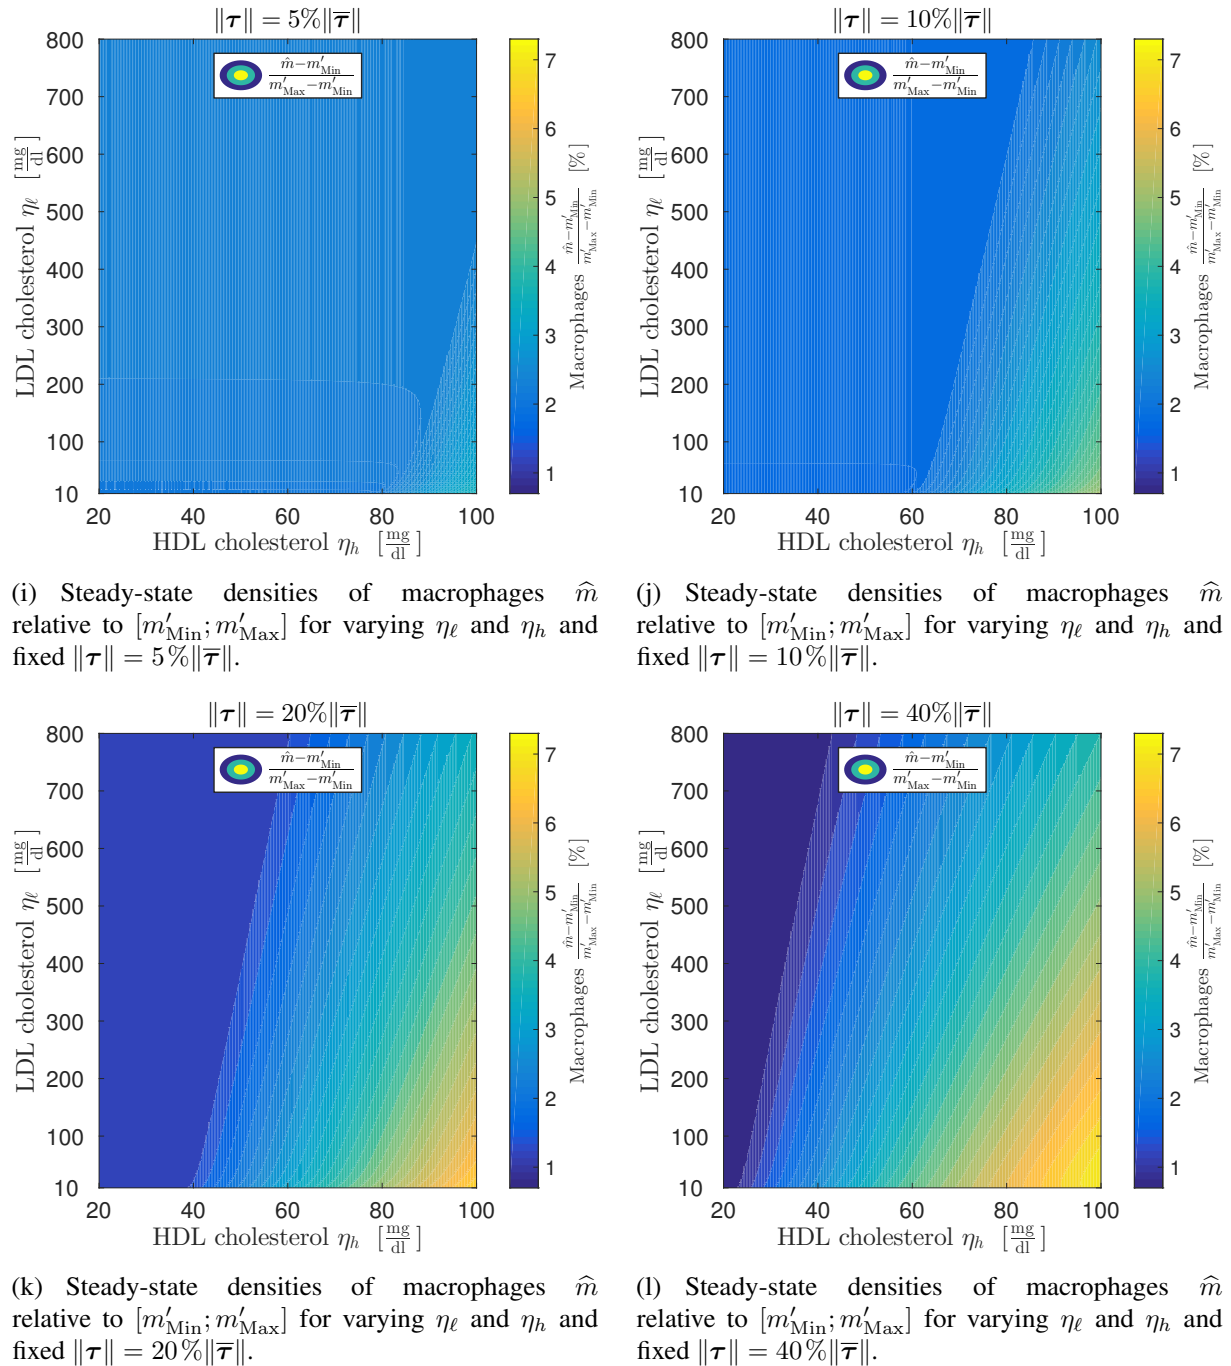 ‖τ‖ = 5%‖τ̅‖
800
700
600
500
400
300
200
100
10
20
40
60
80
100
LDL cholesterol ηℓ [mg/dl]
HDL cholesterol ηh [mg/dl]
(m̂−m′Min)/(m′Max−m′Min)
7
6
5
4
3
2
1
Macrophages (m̂−m′Min)/(m′Max−m′Min) [%]
(i) Steady-state densities of macrophages m̂
relative to [m′Min; m′Max] for varying ηℓ and ηh and
fixed ‖τ‖ = 5%‖τ̅‖.
‖τ‖ = 10%‖τ̅‖
800
700
600
500
400
300
200
100
10
20
40
60
80
100
LDL cholesterol ηℓ [mg/dl]
HDL cholesterol ηh [mg/dl]
(m̂−m′Min)/(m′Max−m′Min)
7
6
5
4
3
2
1
Macrophages (m̂−m′Min)/(m′Max−m′Min) [%]
(j) Steady-state densities of macrophages m̂
relative to [m′Min; m′Max] for varying ηℓ and ηh and
fixed ‖τ‖ = 10%‖τ̅‖.
‖τ‖ = 20%‖τ̅‖
800
700
600
500
400
300
200
100
10
20
40
60
80
100
LDL cholesterol ηℓ [mg/dl]
HDL cholesterol ηh [mg/dl]
(m̂−m′Min)/(m′Max−m′Min)
7
6
5
4
3
2
1
Macrophages (m̂−m′Min)/(m′Max−m′Min) [%]
(k) Steady-state densities of macrophages m̂
relative to [m′Min; m′Max] for varying ηℓ and ηh and
fixed ‖τ‖ = 20%‖τ̅‖.
‖τ‖ = 40%‖τ̅‖
800
700
600
500
400
300
200
100
10
20
40
60
80
100
LDL cholesterol ηℓ [mg/dl]
HDL cholesterol ηh [mg/dl]
(m̂−m′Min)/(m′Max−m′Min)
7
6
5
4
3
2
1
Macrophages (m̂−m′Min)/(m′Max−m′Min) [%]
(l) Steady-state densities of macrophages m̂
relative to [m′Min; m′Max] for varying ηℓ and ηh and
fixed ‖τ‖ = 40%‖τ̅‖.